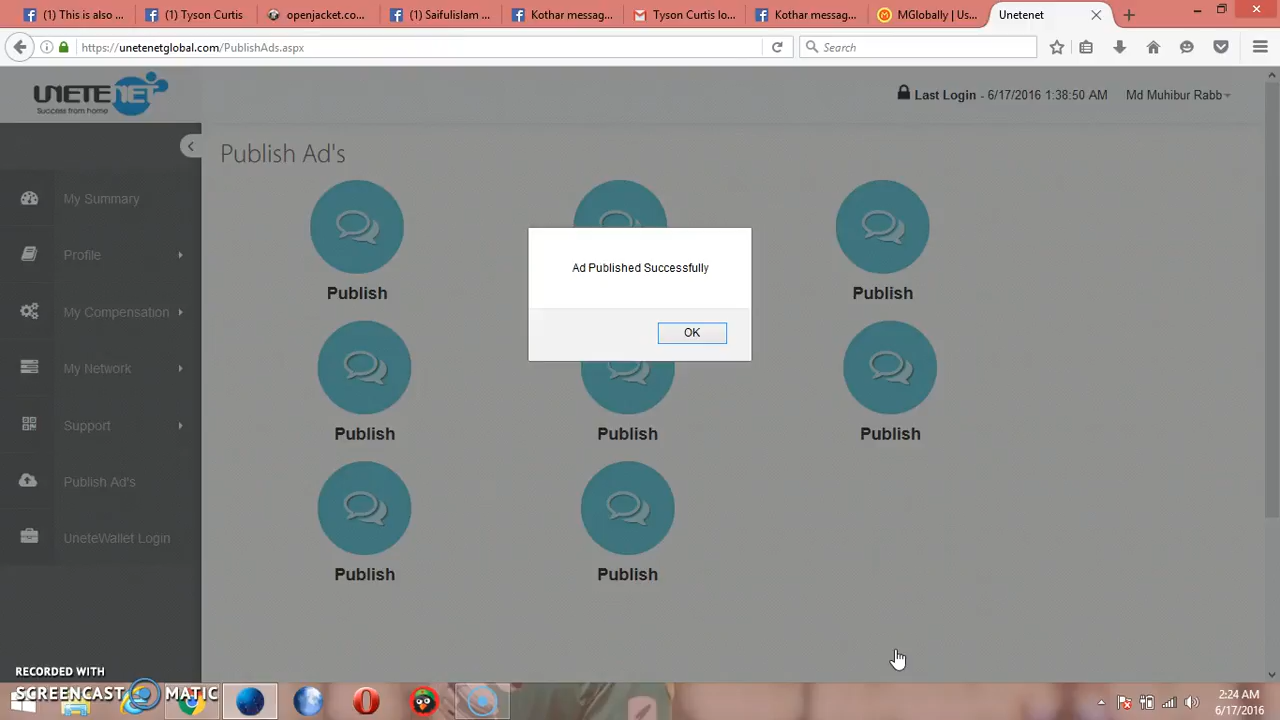 (1) This is also ...
(1) Tyson Curtis
openjacket.co...
(1) Saifulislam ...
Kothar messag...
Tyson Curtis lo...
Kothar messag...
MGlobally | Us...
Unetenet
https://unetenetglobal.com/PublishAds.aspx
Search
UNETENET
Success from home
Last Login - 6/17/2016 1:38:50 AM
Md Muhibur Rabb
Publish Ad's
My Summary
Profile
My Compensation
My Network
Support
Publish Ad's
UneteWallet Login
Publish
Publish
Publish
Publish
Publish
Publish
Publish
Ad Published Successfully
OK
RECORDED WITH
SCREENCAST MATIC
2:24 AM
6/17/2016